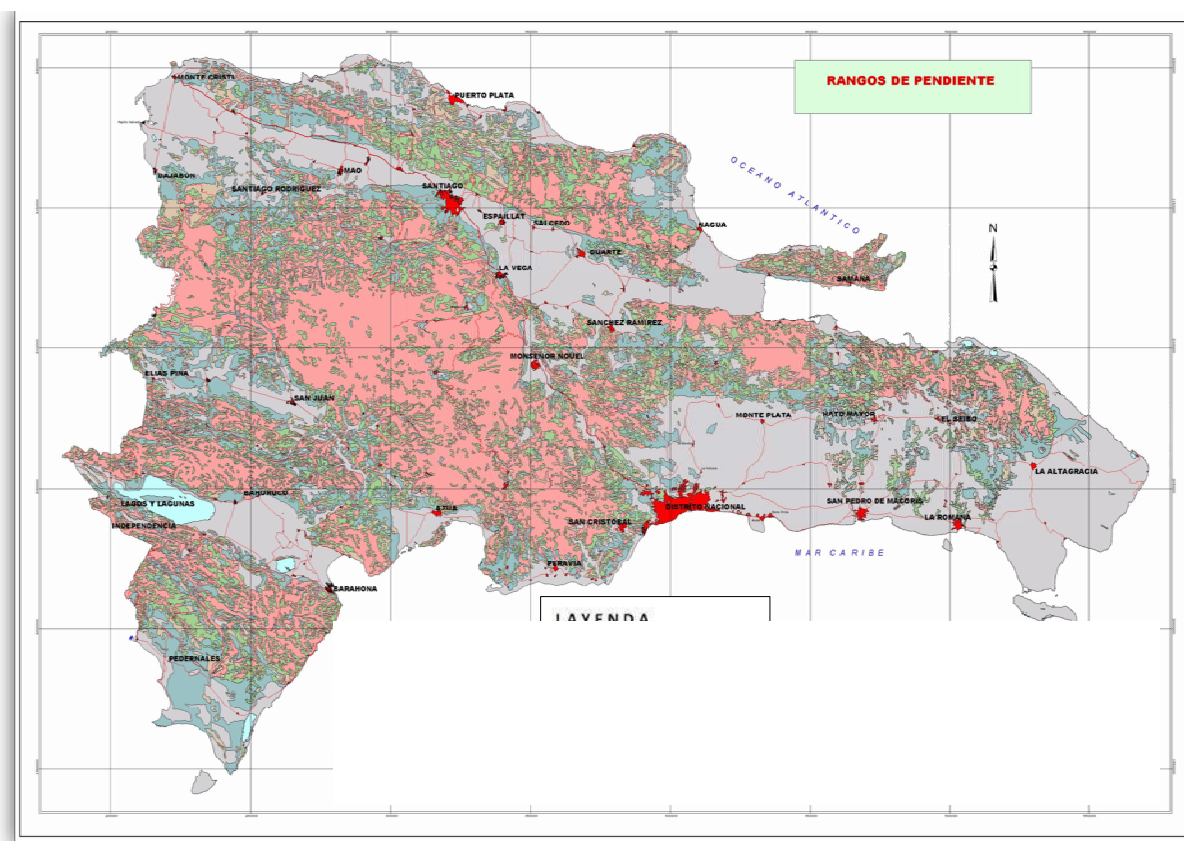 RANGOS DE PENDIENTE
MONTE CRISTI
PUERTO PLATA
OCEANO ATLANTICO
DAJABÓN
MAO
SANTIAGO RODRIGUEZ
SANTIAGO
ESPAILLAT
SALCEDO
NAGUA
N
DUARTE
LA VEGA
SAMANA
SANCHEZ RAMIREZ
MONSEÑOR NOUEL
ELIAS PIÑA
SAN JUAN
MONTE PLATA
HATO MAYOR
EL SEIBO
LA ALTAGRACIA
BAHORUCO
LAGOS Y LAGUNAS
AZUA
DISTRITO NACIONAL
SAN PEDRO DE MACORIS
LA ROMANA
INDEPENDENCIA
SAN CRISTOBAL
MAR CARIBE
PERAVIA
BARAHONA
LAYENDA
PEDERNALES